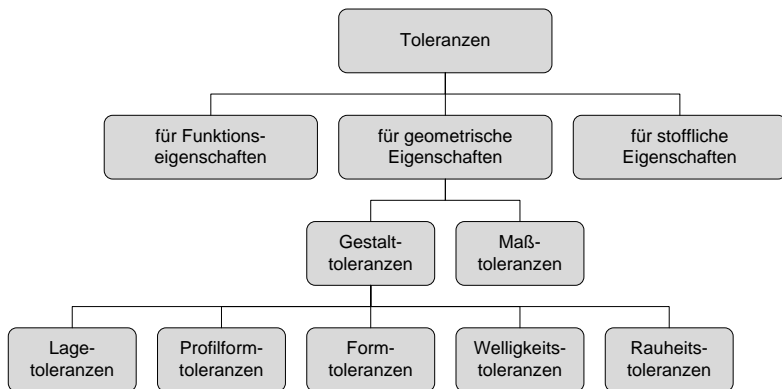 Toleranzen
für Funktions-
eigenschaften
für geometrische
Eigenschaften
für stoffliche
Eigenschaften
Gestalt-
toleranzen
Maß-
toleranzen
Lage-
toleranzen
Profilform-
toleranzen
Form-
toleranzen
Welligkeits-
toleranzen
Rauheits-
toleranzen